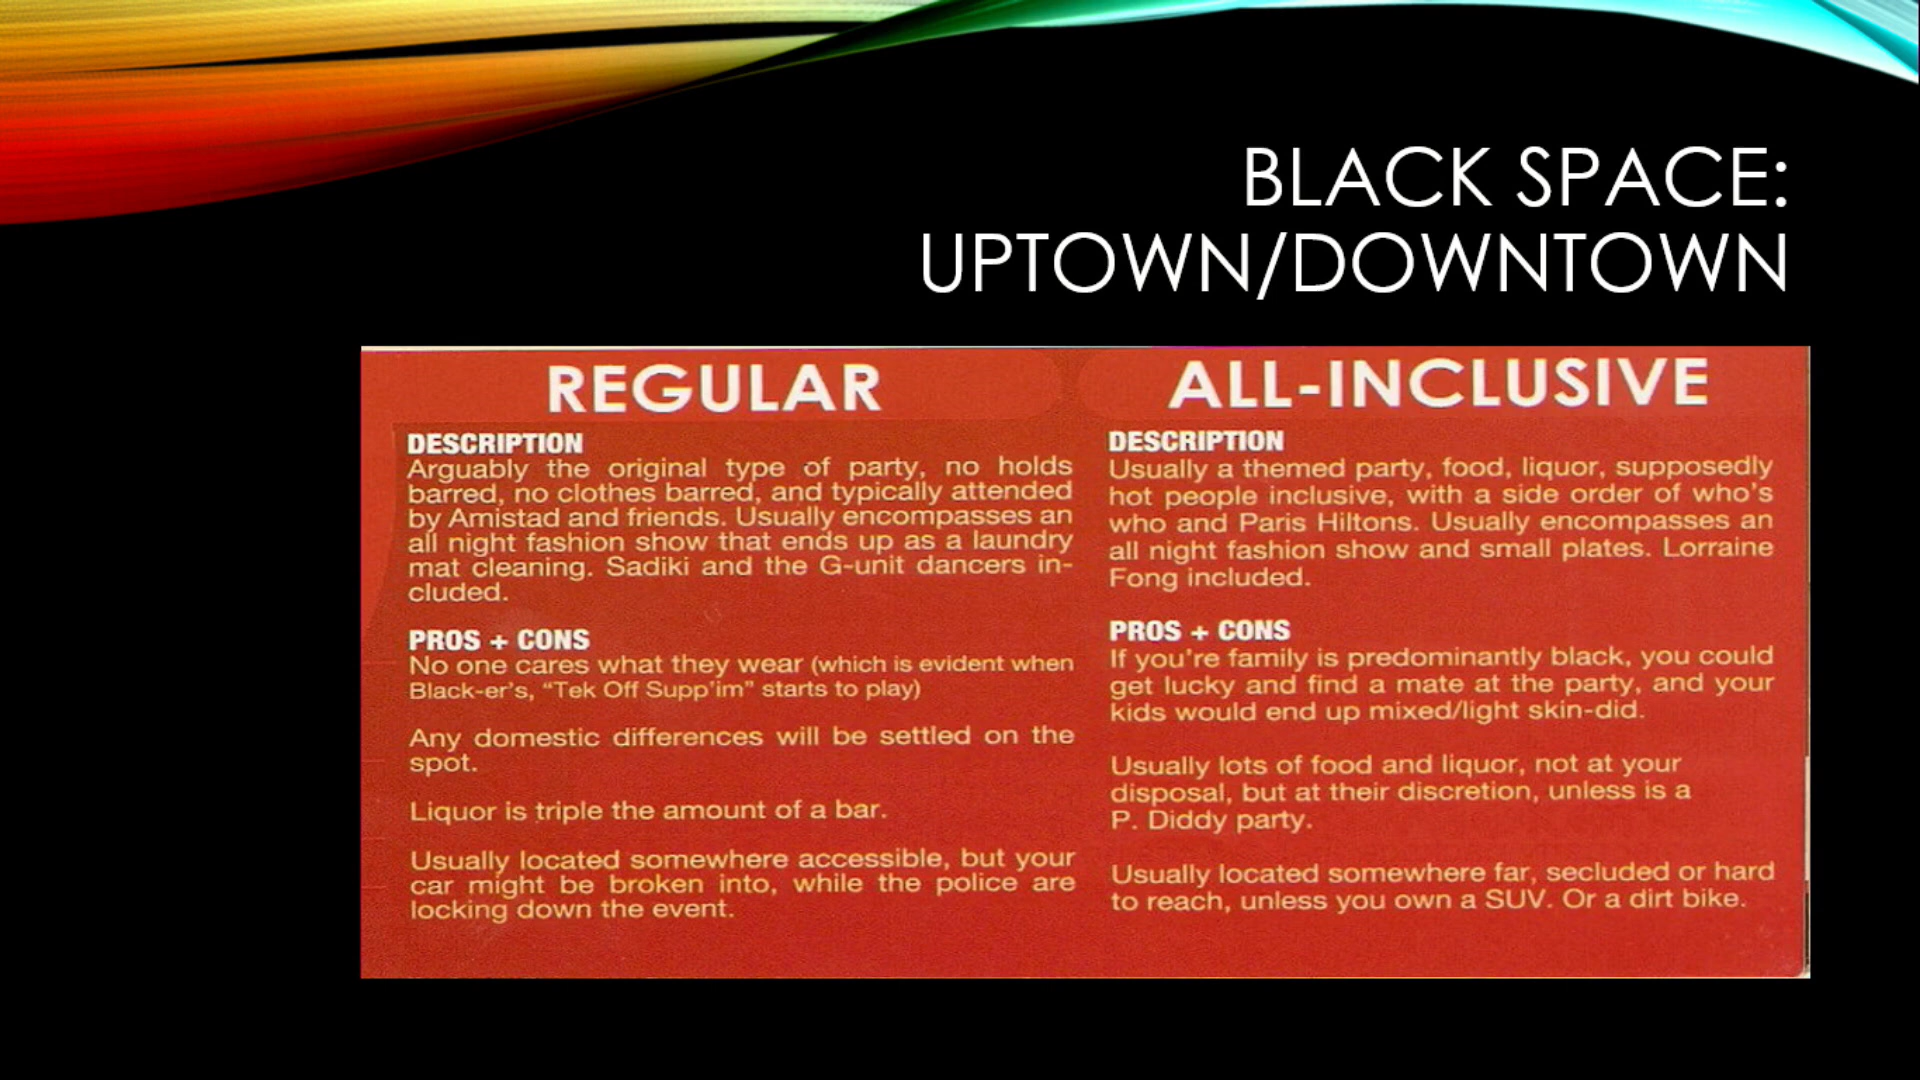 BLACK SPACE:
UPTOWN/DOWNTOWN
REGULAR
DESCRIPTION
Arguably the original type of party, no holds
barred, no clothes barred, and typically attended
by Amistad and friends. Usually encompasses an
all night fashion show that ends up as a laundry
mat cleaning. Sadiki and the G-unit dancers in-
cluded.
PROS + CONS
No one cares what they wear (which is evident when
Black-er's, “Tek Off Supp'im” starts to play)
Any domestic differences will be settled on the
spot.
Liquor is triple the amount of a bar.
Usually located somewhere accessible, but your
car might be broken into, while the police are
locking down the event.
ALL-INCLUSIVE
DESCRIPTION
Usually a themed party, food, liquor, supposedly
hot people inclusive, with a side order of who's
who and Paris Hiltons. Usually encompasses an
all night fashion show and small plates. Lorraine
Fong included.
PROS + CONS
If you're family is predominantly black, you could
get lucky and find a mate at the party, and your
kids would end up mixed/light skin-did.
Usually lots of food and liquor, not at your
disposal, but at their discretion, unless is a
P. Diddy party.
Usually located somewhere far, secluded or hard
to reach, unless you own a SUV. Or a dirt bike.